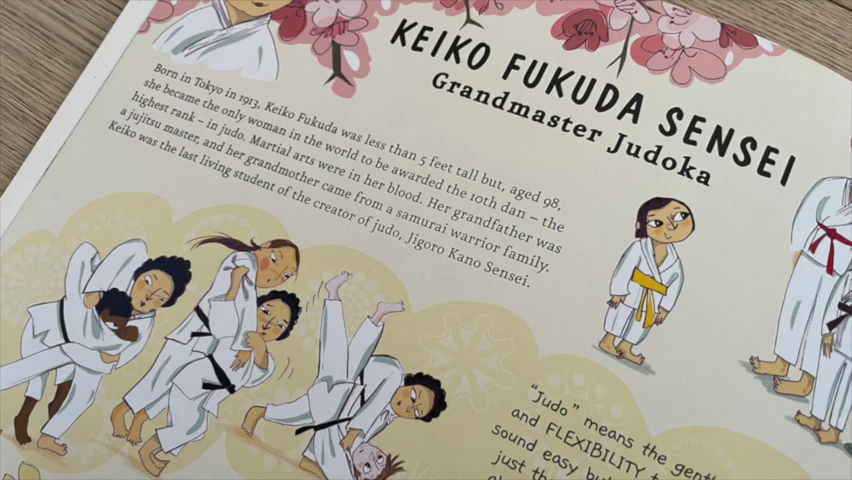 KEIKO FUKUDA SENSEI
Grandmaster Judoka
Born in Tokyo in 1913, Keiko Fukuda was less than 5 feet tall but, aged 98,
she became the only woman in the world to be awarded the 10th dan – the
highest rank – in judo. Martial arts were in her blood. Her grandfather was
a jujitsu master, and her grandmother came from a samurai warrior family.
Keiko was the last living student of the creator of judo, Jigoro Kano Sensei.
"Judo" means the
and FLEXIBILITY
sound easy
just